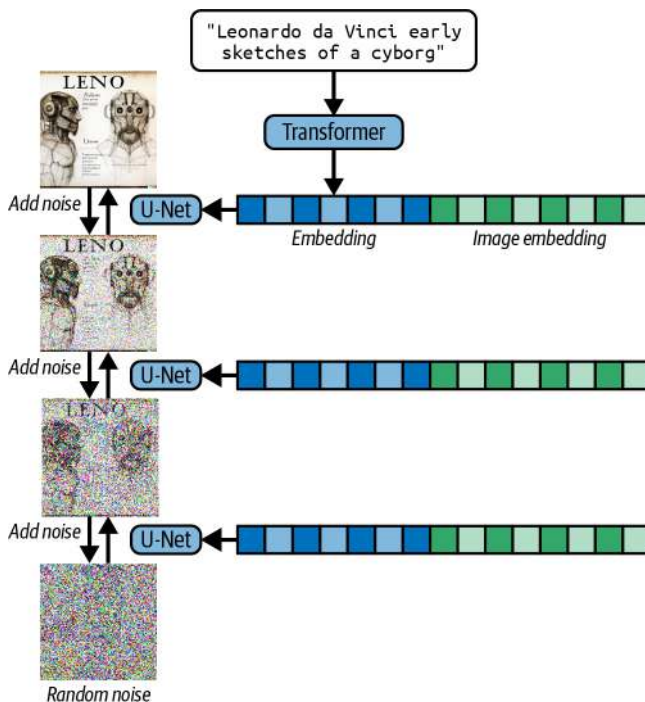 "Leonardo da Vinci early
sketches of a cyborg"
LENO
Transformer
Add noise
U-Net
Embedding
Image embedding
LENO
Add noise
U-Net
LENO
Add noise
U-Net
Random noise